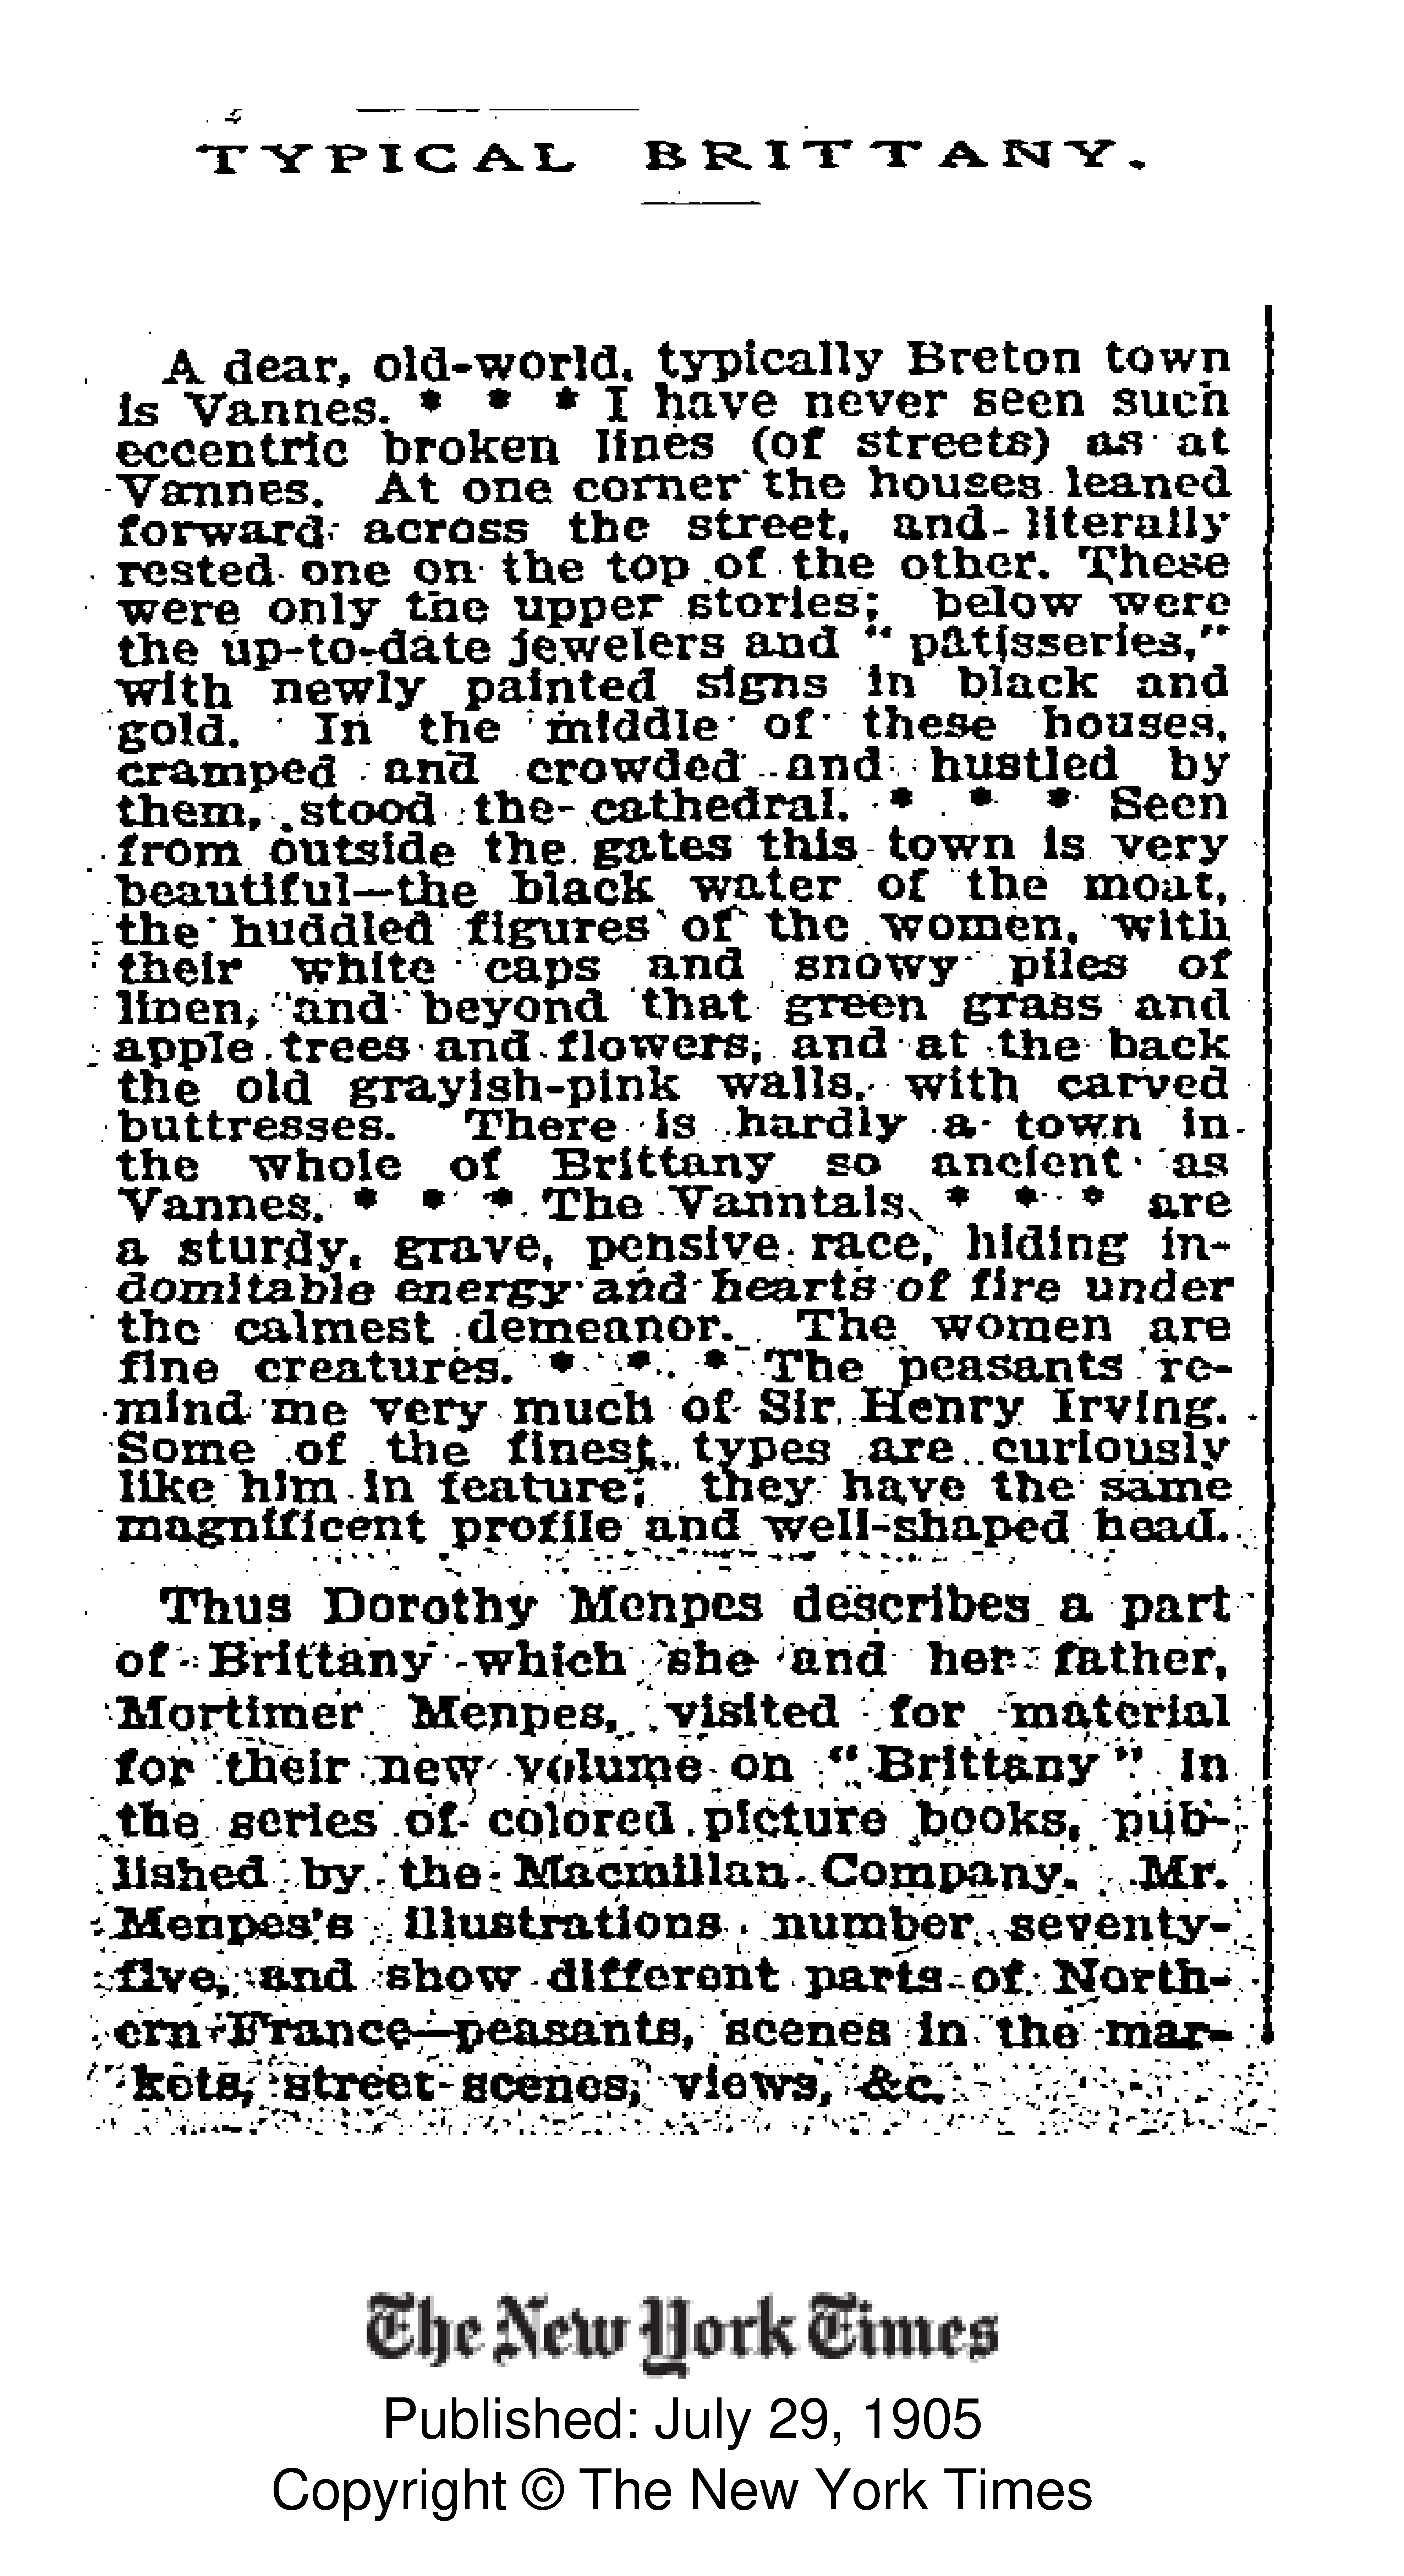 TYPICAL BRITTANY.
A dear, old-world, typically Breton town
is Vannes. * * * I have never seen such
eccentric broken lines (of streets) as at
Vannes. At one corner the houses leaned
forward across the street, and literally
rested one on the top of the other. These
were only the upper stories; below were
the up-to-date jewelers and "pâtisseries,"
with newly painted signs in black and
gold. In the middle of these houses,
cramped and crowded and hustled by
them, stood the cathedral. * * * Seen
from outside the gates this town is very
beautiful—the black water of the moat,
the huddled figures of the women, with
their white caps and snowy piles of
linen, and beyond that green grass and
apple trees and flowers, and at the back
the old grayish-pink walls, with carved
buttresses. There is hardly a town in
the whole of Brittany so ancient as
Vannes. * * * The Vanntais, * * * are
a sturdy, grave, pensive race, hiding in-
domitable energy and hearts of fire under
the calmest demeanor. The women are
fine creatures. * * * The peasants re-
mind me very much of Sir Henry Irving.
Some of the finest types are curiously
like him in feature; they have the same
magnificent profile and well-shaped head.
Thus Dorothy Menpes describes a part
of Brittany which she and her father,
Mortimer Menpes, visited for material
for their new volume on "Brittany" in
the series of colored picture books, pub-
lished by the Macmillan Company. Mr.
Menpes's illustrations number seventy-
five, and show different parts of North-
ern France—peasants, scenes in the mar-
kets, street scenes, views, &c.
The New York Times
Published: July 29, 1905
Copyright © The New York Times